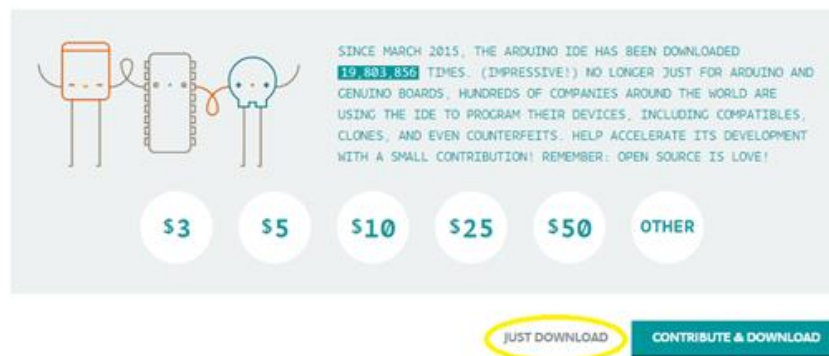 SINCE MARCH 2015, THE ARDUINO IDE HAS BEEN DOWNLOADED
19,803,856 TIMES. (IMPRESSIVE!) NO LONGER JUST FOR ARDUINO AND
GENUINO BOARDS, HUNDREDS OF COMPANIES AROUND THE WORLD ARE
USING THE IDE TO PROGRAM THEIR DEVICES, INCLUDING COMPATIBLES,
CLONES, AND EVEN COUNTERFEITS. HELP ACCELERATE ITS DEVELOPMENT
WITH A SMALL CONTRIBUTION! REMEMBER: OPEN SOURCE IS LOVE!
$3 $5 $10 $25 $50 OTHER
JUST DOWNLOAD CONTRIBUTE & DOWNLOAD